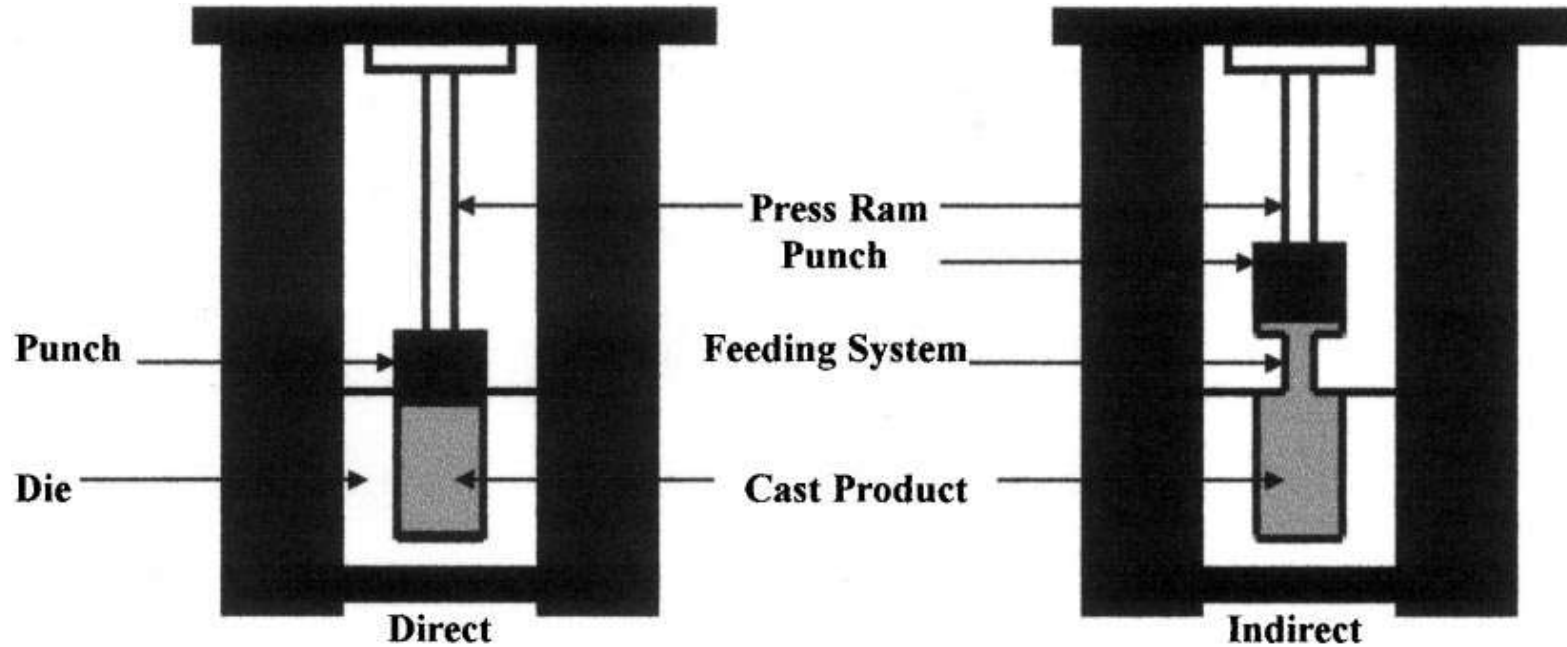 Press Ram
Punch
Punch
Feeding System
Die
Cast Product
Direct
Indirect